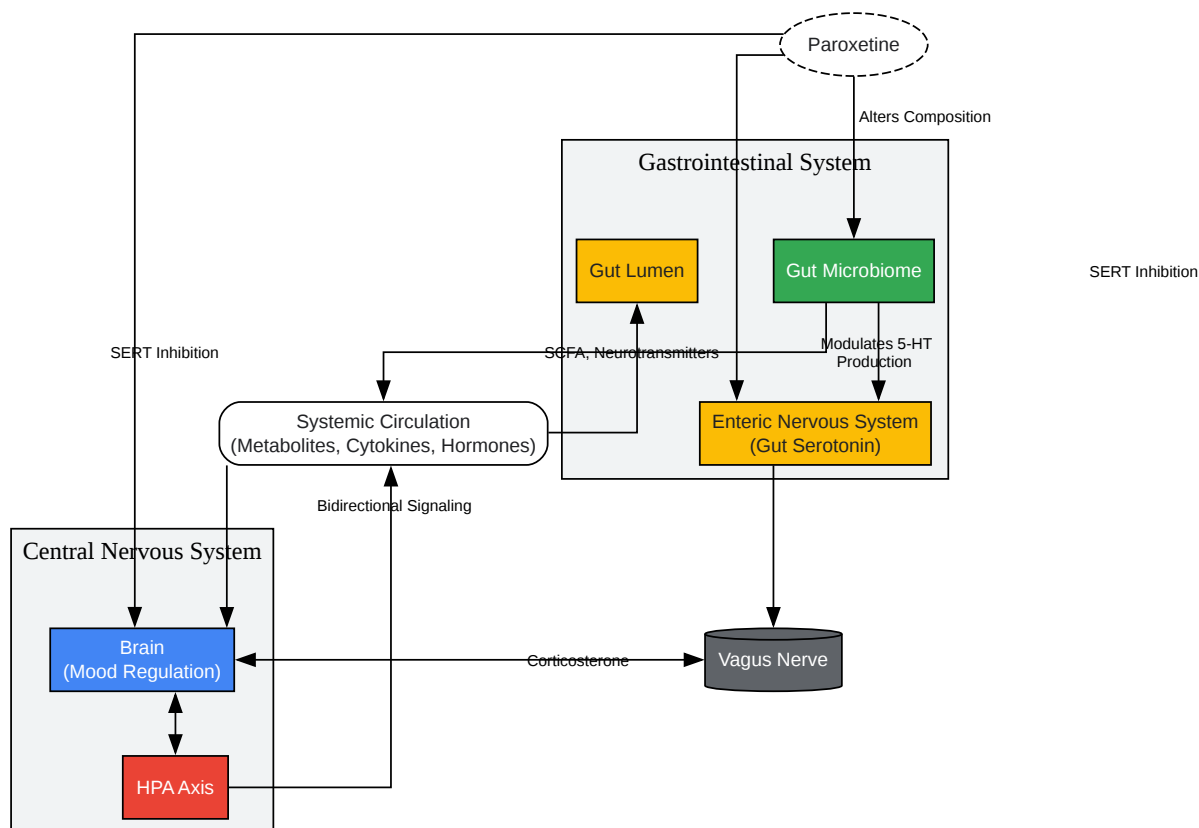 Paroxetine
Alters Composition
Gastrointestinal System
Gut Lumen
Gut Microbiome
SERT Inhibition
SERT Inhibition
SCFA, Neurotransmitters
Modulates 5-HT
Production
Systemic Circulation
(Metabolites, Cytokines, Hormones)
Enteric Nervous System
(Gut Serotonin)
Bidirectional Signaling
Central Nervous System
Brain
(Mood Regulation)
Corticosterone
Vagus Nerve
HPA Axis